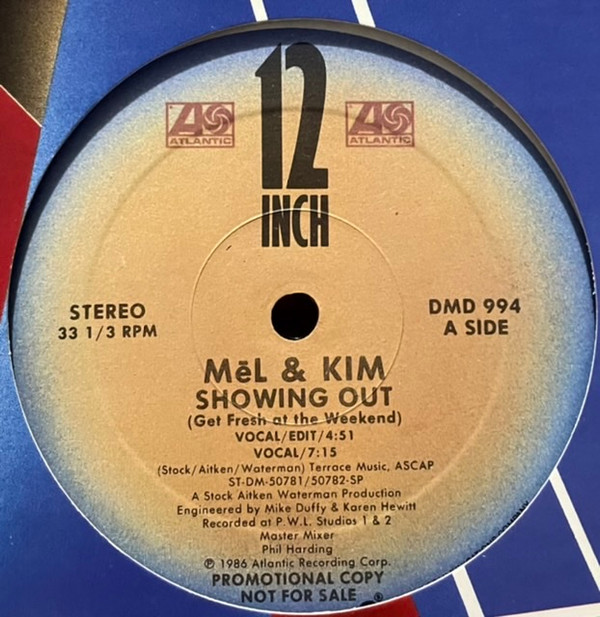 12
INCH
ATLANTIC
ATLANTIC
STEREO
33 1/3 RPM
DMD 994
A SIDE
MēL & KIM
SHOWING OUT
(Get Fresh at the Weekend)
VOCAL/EDIT/4:51
VOCAL/7:15
(Stock/Aitken/Waterman) Terrace Music, ASCAP
ST-DM-50781/50782-SP
A Stock Aitken Waterman Production
Engineered by Mike Duffy & Karen Hewitt
Recorded at P.W.L. Studios 1 & 2
Master Mixer
Phil Harding
℗ 1986 Atlantic Recording Corp.
PROMOTIONAL COPY
NOT FOR SALE